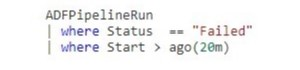 ADFPipelineRun
| where Status == "Failed"
| where Start > ago(20m)